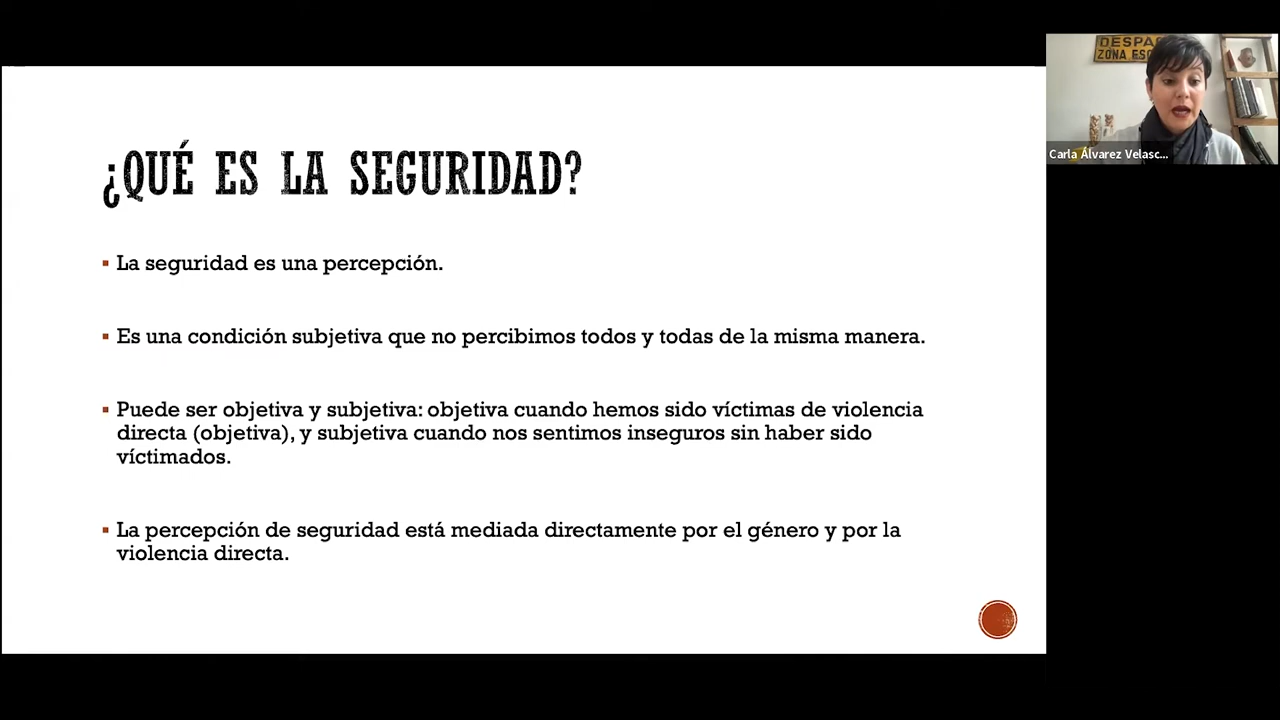 ¿QUÉ ES LA SEGURIDAD?
▪ La seguridad es una percepción.
▪ Es una condición subjetiva que no percibimos todos y todas de la misma manera.
▪ Puede ser objetiva y subjetiva: objetiva cuando hemos sido víctimas de violencia
directa (objetiva), y subjetiva cuando nos sentimos inseguros sin haber sido
víctimados.
▪ La percepción de seguridad está mediada directamente por el género y por la
violencia directa.
ZONA
Carla Álvarez Velasc...